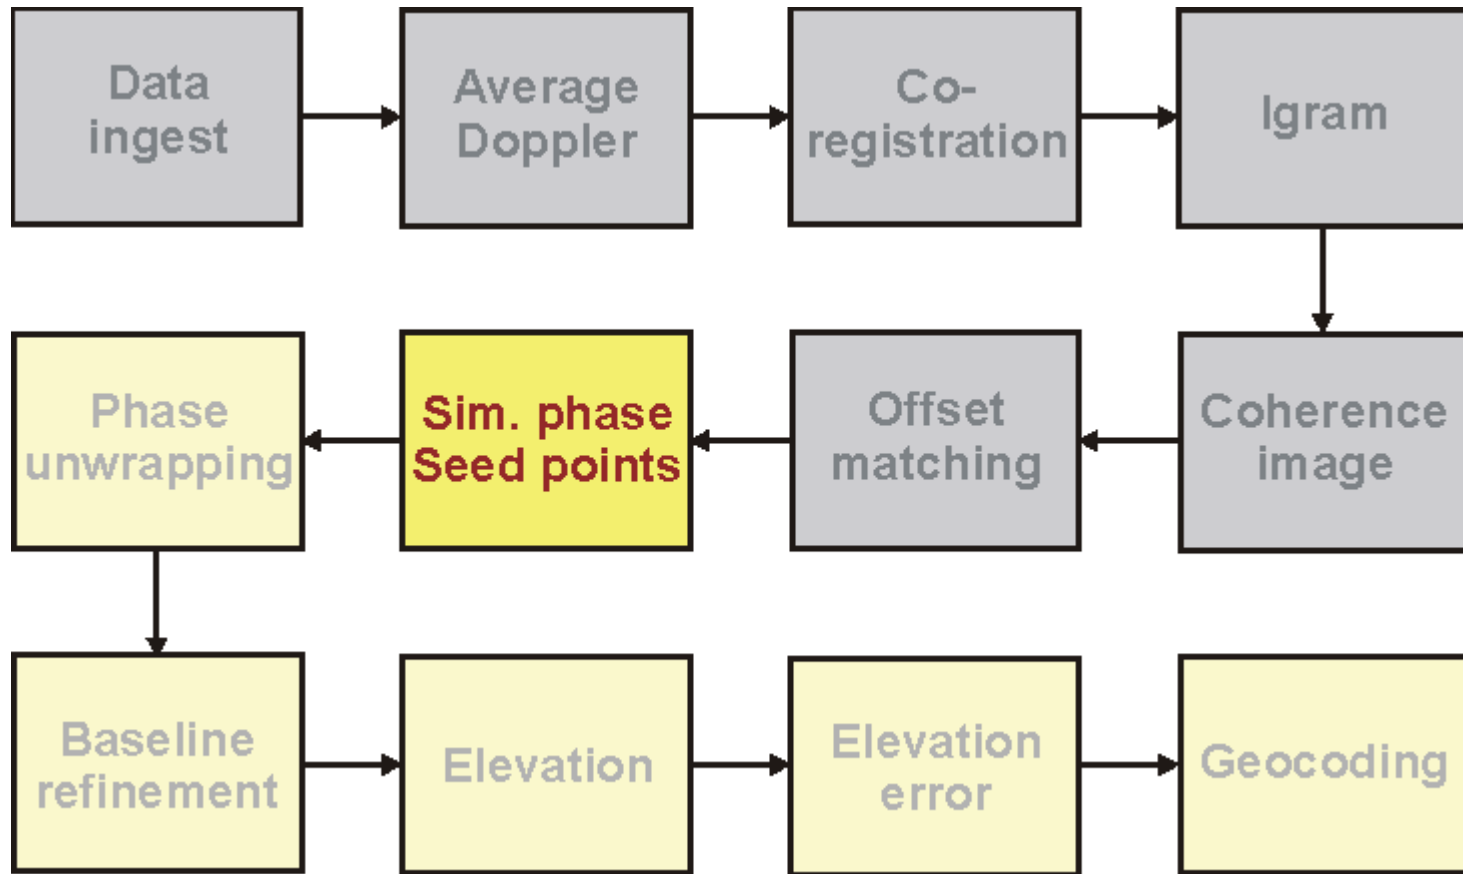 Data
ingest
Average
Doppler
Co-
registration
Igram
Phase
unwrapping
Sim. phase
Seed points
Offset
matching
Coherence
image
Baseline
refinement
Elevation
Elevation
error
Geocoding